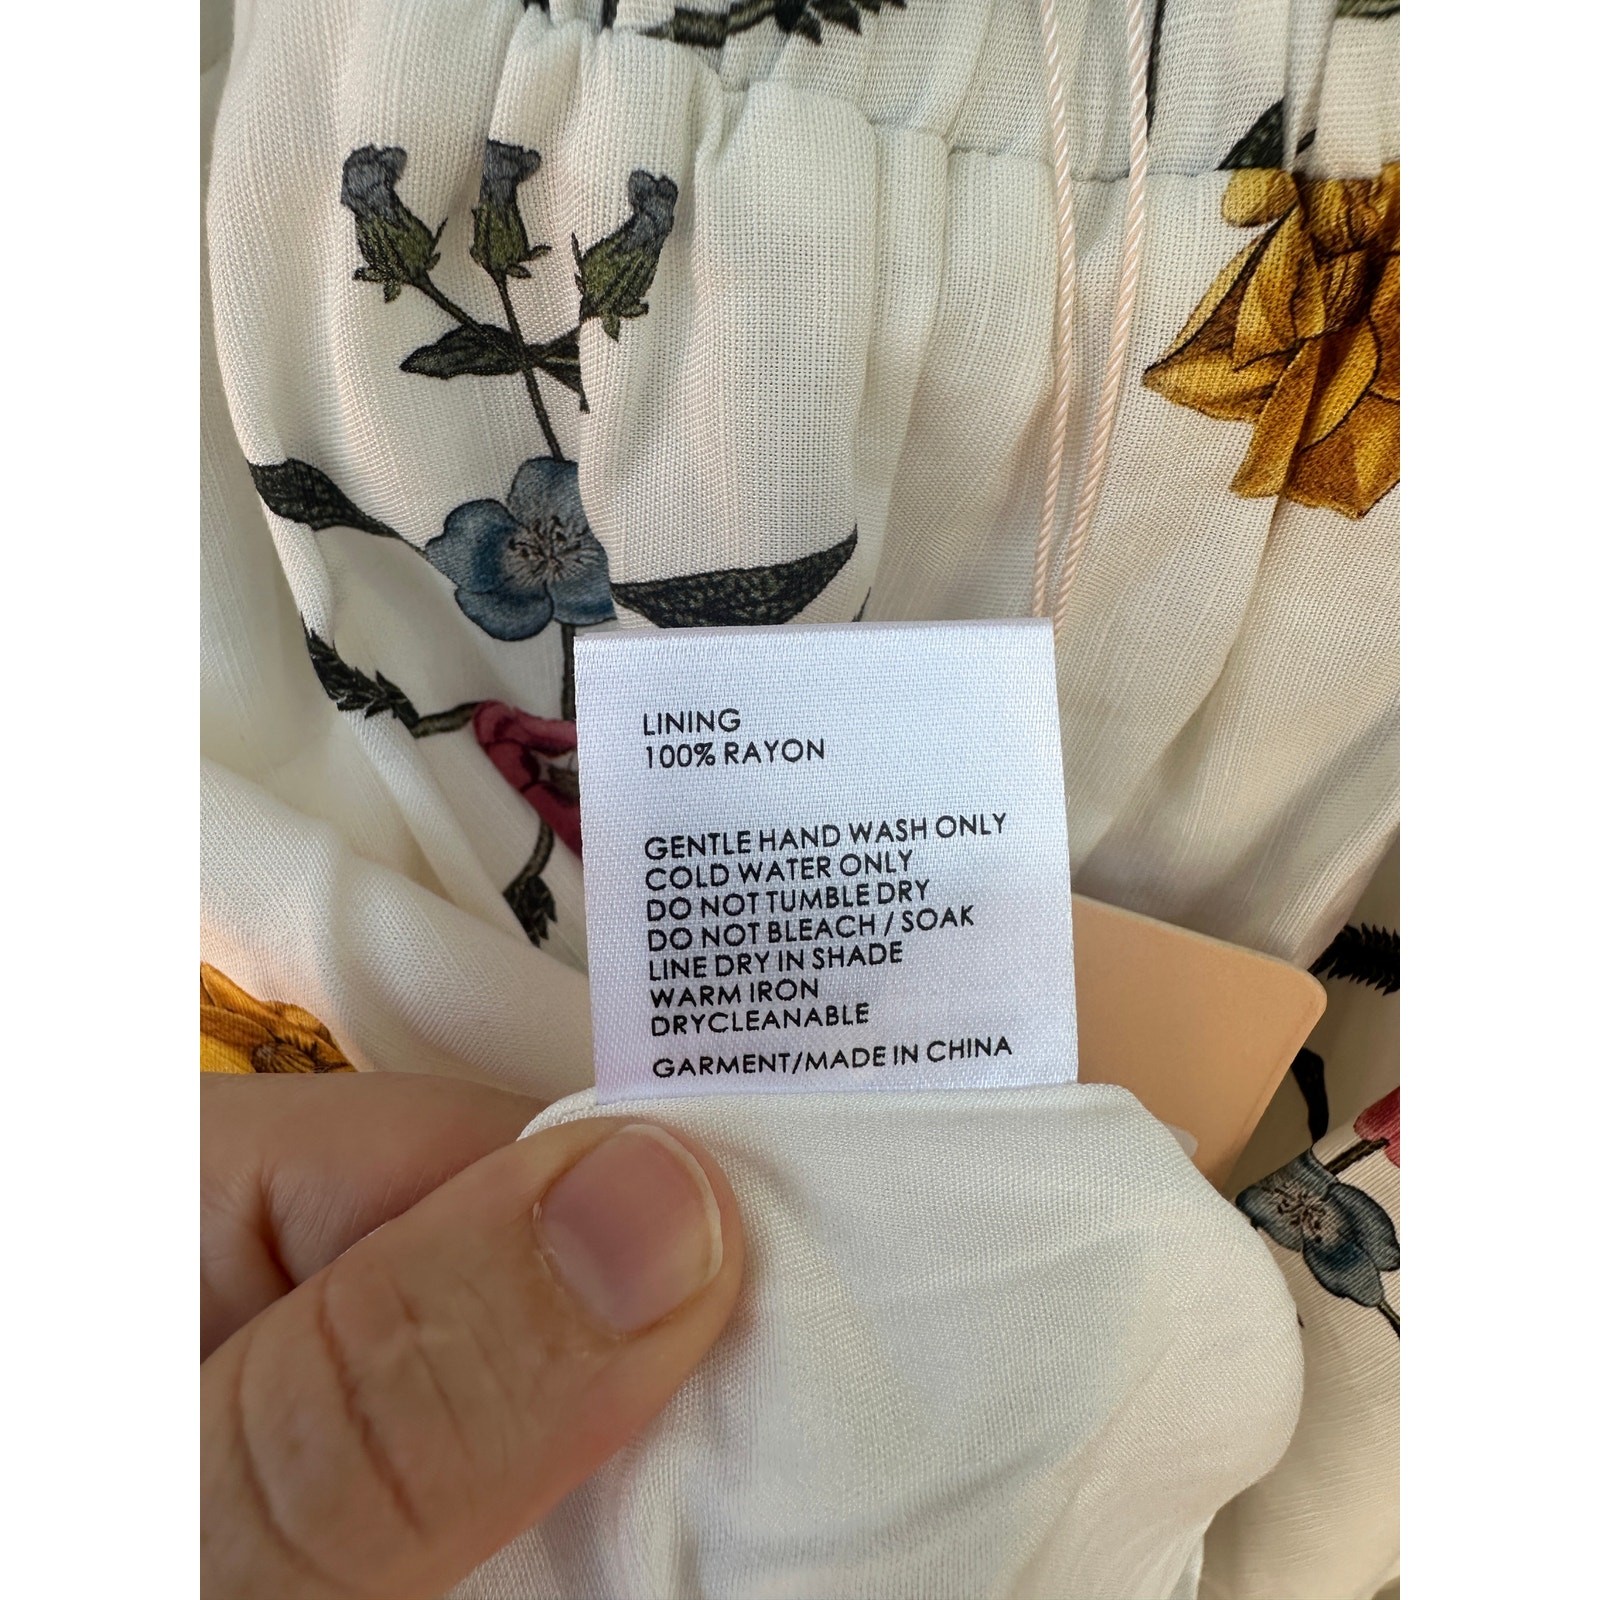 LINING
100% RAYON
GENTLE HAND WASH ONLY
COLD WATER ONLY
DO NOT TUMBLE DRY
DO NOT BLEACH / SOAK
LINE DRY IN SHADE
WARM IRON
DRYCLEANABLE
GARMENT/MADE IN CHINA